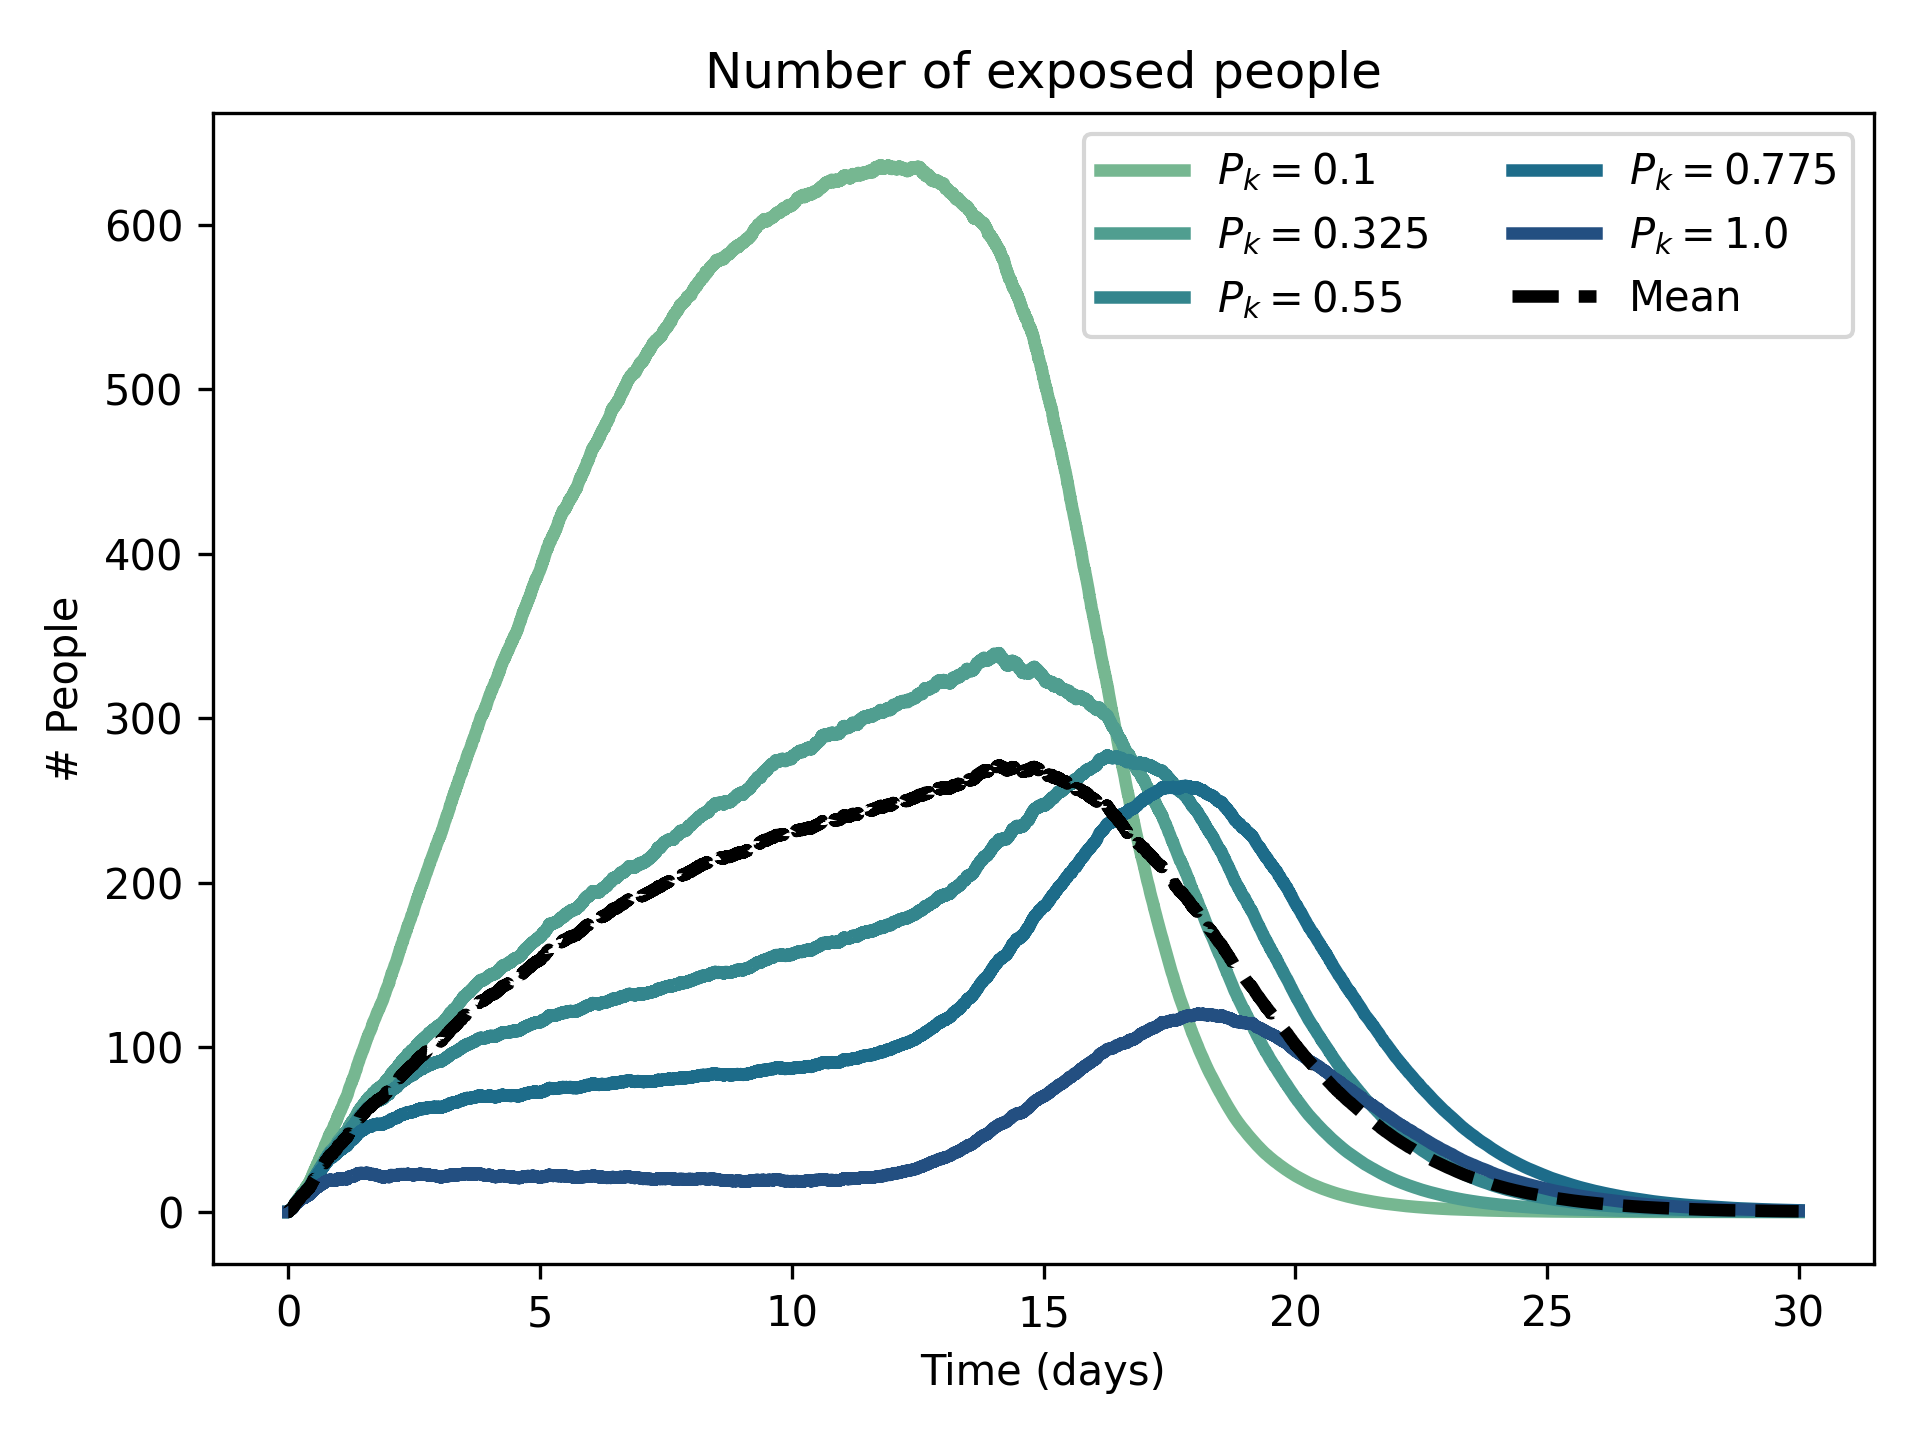 Number of exposed people
P_k = 0.1
P_k = 0.325
P_k = 0.55
P_k = 0.775
P_k = 1.0
Mean
# People
600
500
400
300
200
100
0
0 5 10 15 20 25 30
Time (days)